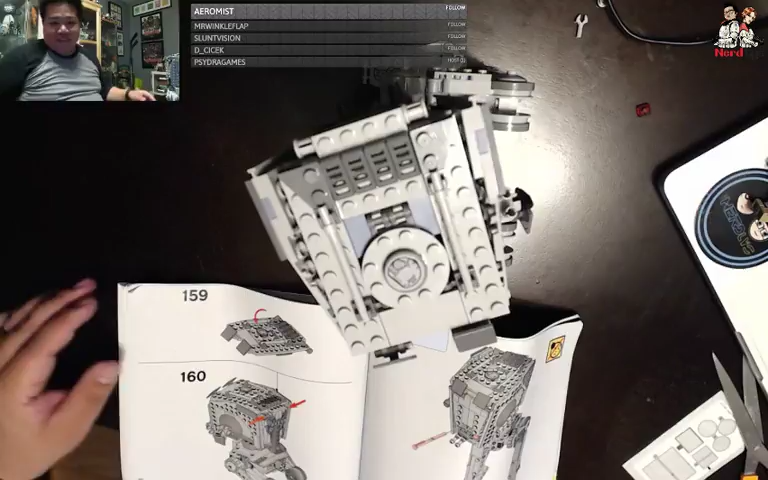 AEROMIST FOLLOW
MRWINKLEFLAP FOLLOW
SLUNTVISION FOLLOW
D_CICEK FOLLOW
PSYDRAGAMES
Nerd
159
160